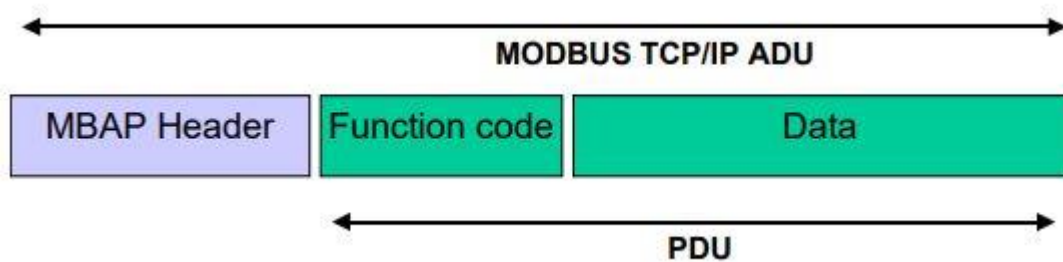 MODBUS TCP/IP ADU
MBAP Header Function code Data
PDU